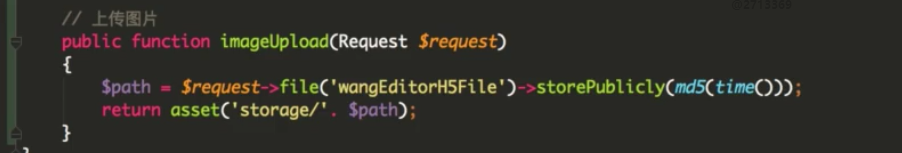 @2713369
// 上传图片
public function imageUpload(Request $request)
{
$path = $request->file('wangEditorH5File')->storePublicly(md5(time()));
return asset('storage/'. $path);
}
}